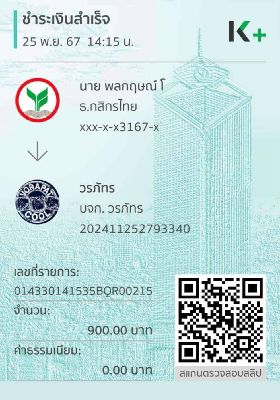 ชำระเงินสำเร็จ
25 พ.ย. 67 14:15 น.
K+
นาย พลกฤษณ์ โ
ธ.กสิกรไทย
xxx-x-x3167-x
วรภัทร
บจก. วรภัทร
202411252793340
เลขที่รายการ:
014330141535BQR00215
จำนวน:
900.00 บาท
ค่าธรรมเนียม:
0.00 บาท
สแกนตรวจสอบสลิป